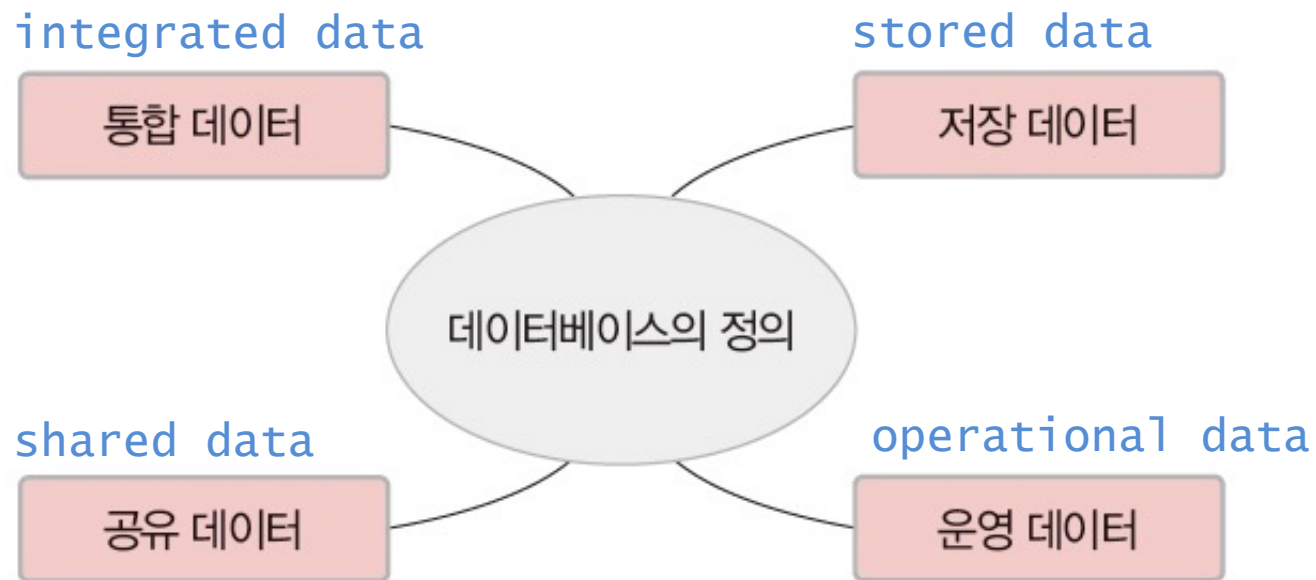 integrated data
통합 데이터
stored data
저장 데이터
데이터베이스의 정의
shared data
공유 데이터
operational data
운영 데이터